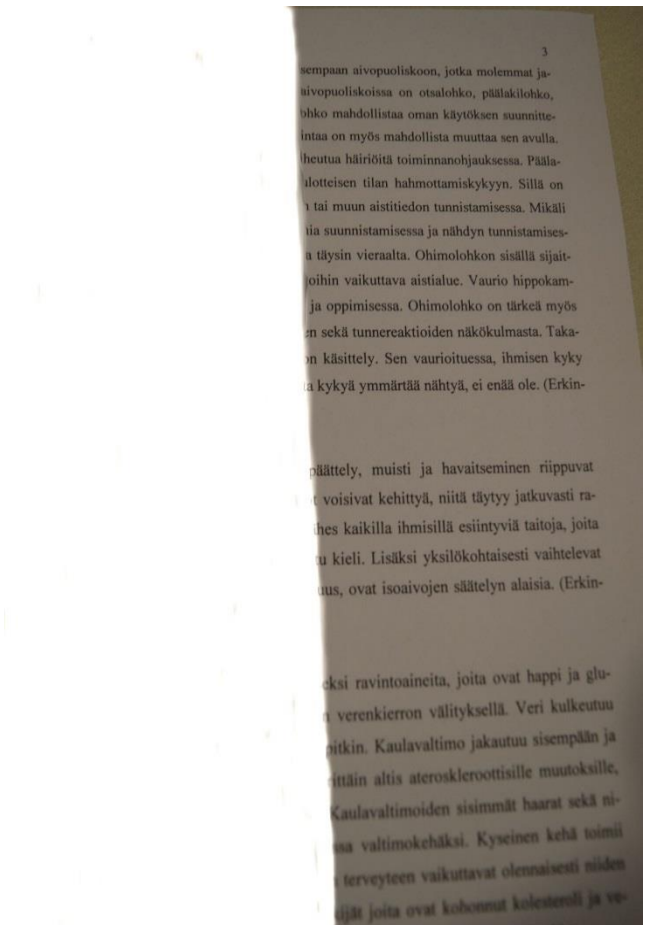 3
sempaan aivopuoliskoon, jotka molemmat ja-
aivopuoliskoissa on otsalohko, päälakilohko,
ohko mahdollistaa oman käytöksen suunnitte-
intaa on myös mahdollista muuttaa sen avulla.
heutua häiriöitä toiminnanohjauksessa. Pääla-
ulotteisen tilan hahmottamiskykyyn. Sillä on
tai muun aistitiedon tunnistamisessa. Mikäli
suunnistamisessa ja nähdyn tunnistamises-
a täysin vieraalta. Ohimolohkon sisällä sijait-
joihin vaikuttava aistialue. Vaurio hippokam-
ja oppimisessa. Ohimolohko on tärkeä myös
en sekä tunnereaktioiden näkökulmasta. Taka-
on käsittely. Sen vaurioituessa, ihmisen kyky
a kykyä ymmärtää nähtyä, ei enää ole. (Erkin-
päättely, muisti ja havaitseminen riippuvat
t voisivat kehittyä, niitä täytyy jatkuvasti ra-
ihes kaikilla ihmisillä esiintyviä taitoja, joita
u kieli. Lisäksi yksilökohtaisesti vaihtelevat
uus, ovat isoaivojen säätelyn alaisia. (Erkin-
eksi ravintoaineita, joita ovat happi ja glu-
n verenkierron välityksellä. Veri kulkeutuu
pitkin. Kaulavaltimo jakautuu sisempään ja
ittäin altis ateroskleroottisille muutoksille,
Kaulavaltimoiden sisimmät haarat sekä ni-
ssa valtimokehäksi. Kyseinen kehä toimii
terveyteen vaikuttavat olennaisesti niiden
kijät joita ovat kohonnut kolesteroli ja ve-